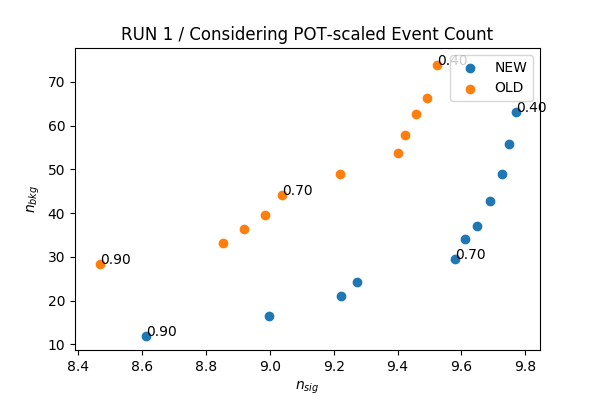 RUN 1 / Considering POT-scaled Event Count
0.40
NEW
OLD
0.40
0.70
0.70
0.90
0.90
70
60
50
40
30
20
10
n_bkg
8.4 8.6 8.8 9.0 9.2 9.4 9.6 9.8
n_sig